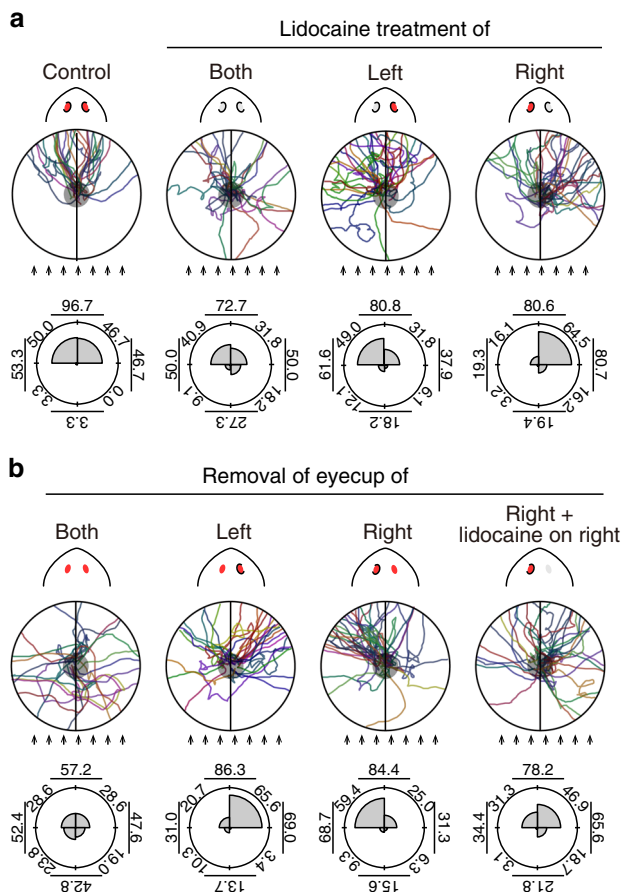 a
Lidocaine treatment of
Control Both Left Right
96.7 72.7 80.8 80.6
50.0 46.7 40.9 31.8 49.0 31.8 16.1 64.5
53.3 46.7 50.0 50.0 61.6 37.9 19.3 80.7
3.3 0.0 9.1 18.2 12.1 6.1 3.2 16.2
3.3 27.3 18.2 19.4
b
Removal of eyecup of
Both Left Right Right +
lidocaine on right
57.2 86.3 84.4 78.2
28.6 28.6 20.7 65.6 59.4 25.0 31.3 46.9
52.4 47.6 31.0 69.0 68.7 31.3 34.4 65.6
23.8 19.0 10.3 3.4 9.3 6.3 3.1 18.7
42.8 13.7 15.6 21.8